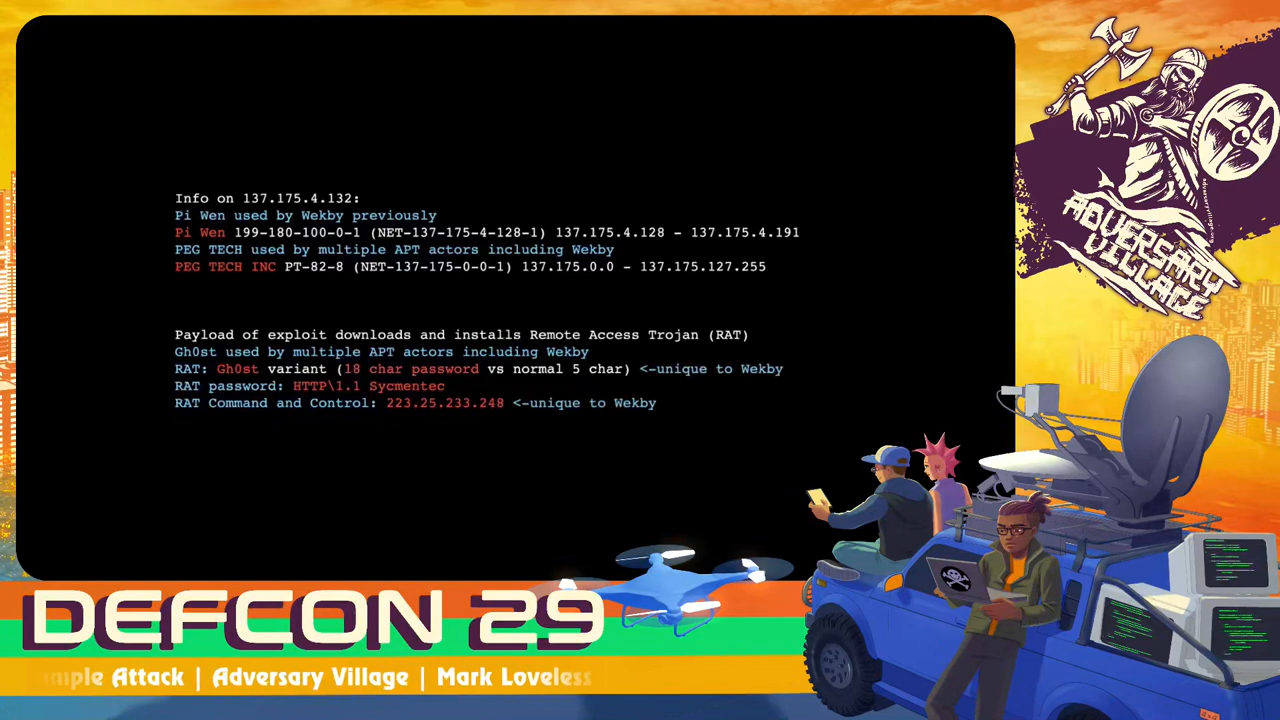 Info on 137.175.4.132:
Pi Wen used by Wekby previously
Pi Wen 199-180-100-0-1 (NET-137-175-4-128-1) 137.175.4.128 - 137.175.4.191
PEG TECH used by multiple APT actors including Wekby
PEG TECH INC PT-82-8 (NET-137-175-0-0-1) 137.175.0.0 - 137.175.127.255
Payload of exploit downloads and installs Remote Access Trojan (RAT)
Gh0st used by multiple APT actors including Wekby
RAT: Gh0st variant (18 char password vs normal 5 char) <-unique to Wekby
RAT password: HTTP\1.1 Sycmentec
RAT Command and Control: 223.25.233.248 <-unique to Wekby
ADVERSARY
VILLAGE
DEFCON 29
Attack | Adversary Village | Mark Loveless